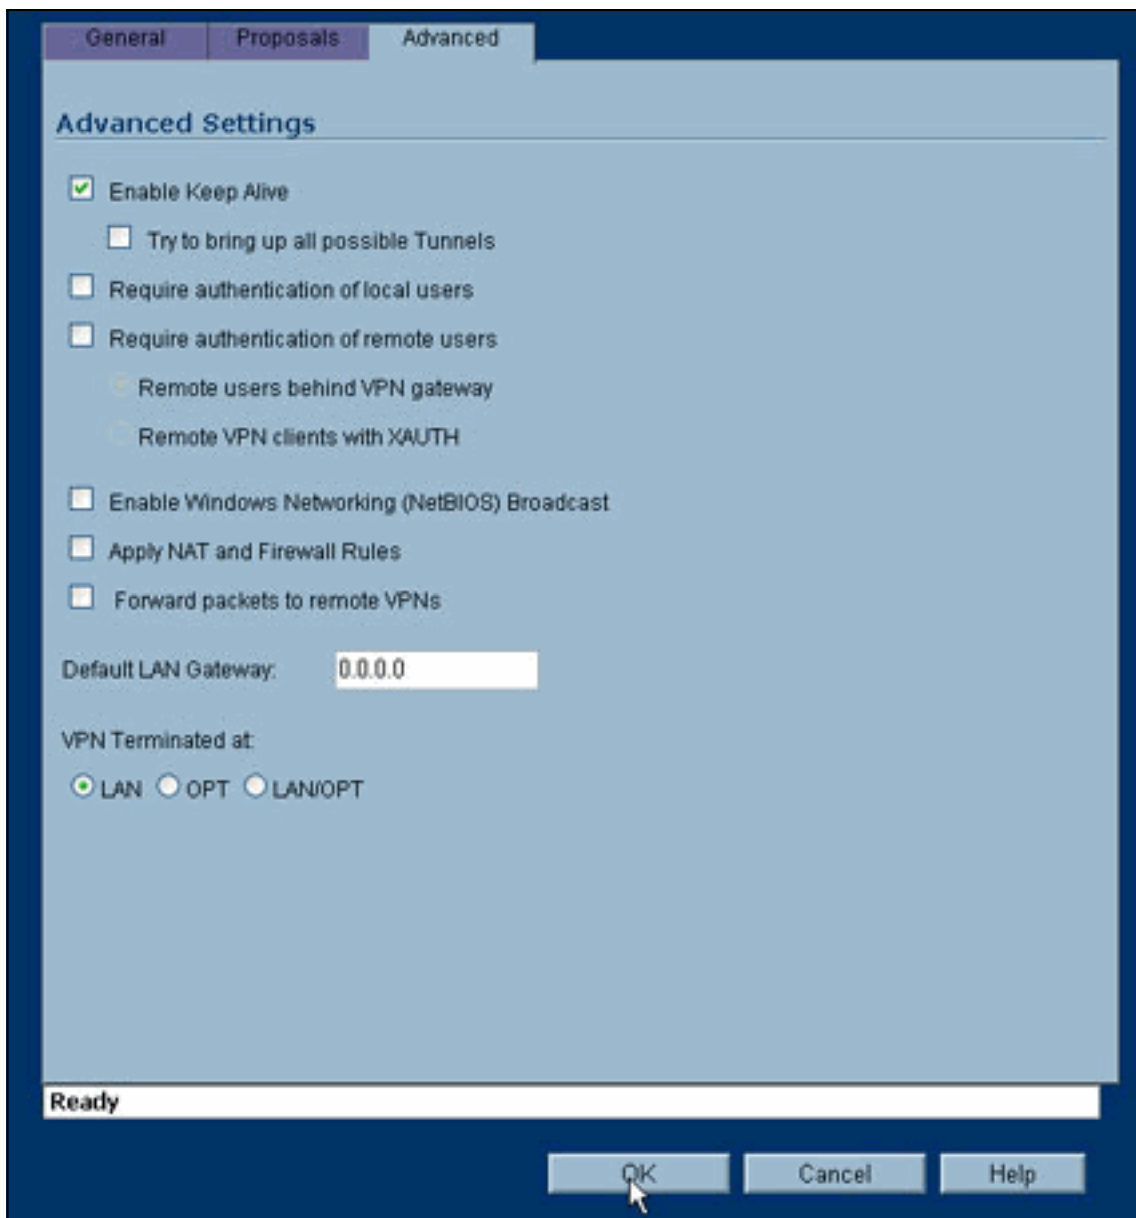 General Proposals Advanced
Advanced Settings
Enable Keep Alive
Try to bring up all possible Tunnels
Require authentication of local users
Require authentication of remote users
Remote users behind VPN gateway
Remote VPN clients with XAUTH
Enable Windows Networking (NetBIOS) Broadcast
Apply NAT and Firewall Rules
Forward packets to remote VPNs
Default LAN Gateway: 0.0.0.0
VPN Terminated at:
LAN OPT LAN/OPT
Ready
OK Cancel Help